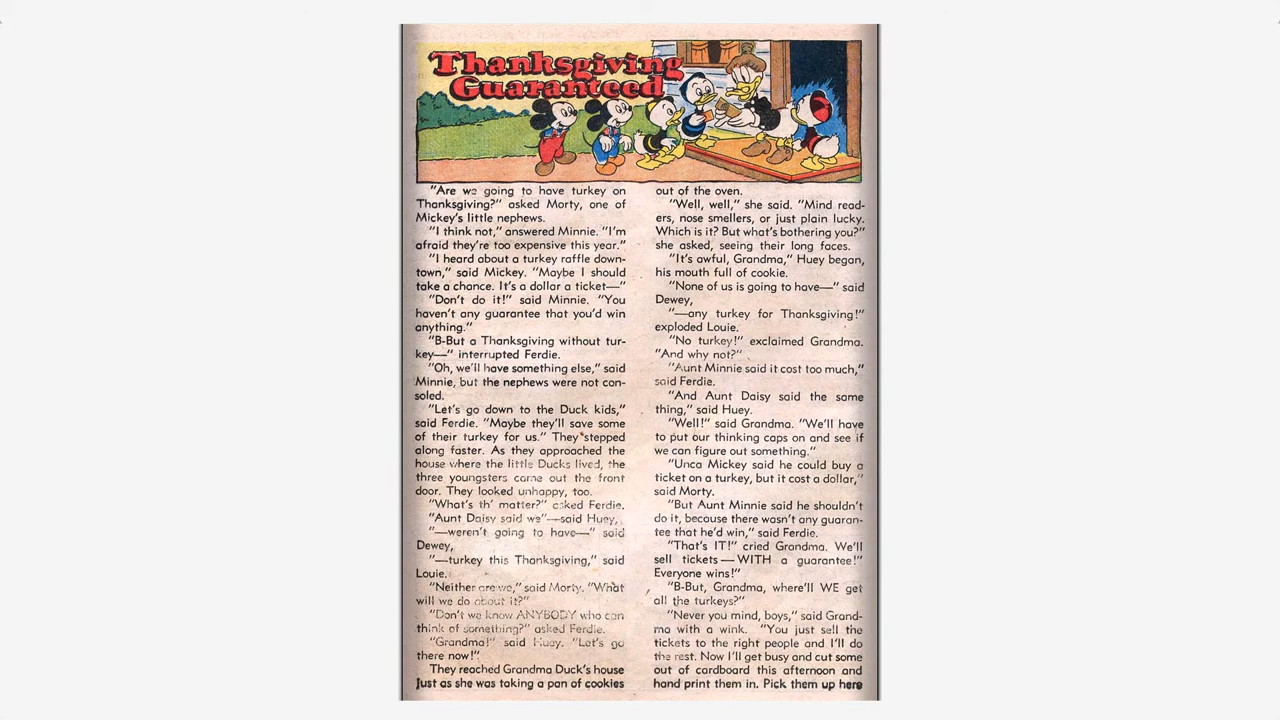 Thanksgiving
Guaranteed
"Are we going to have turkey on
Thanksgiving?" asked Morty, one of
Mickey's little nephews.
"I think not," answered Minnie. "I'm
afraid they're too expensive this year."
"I heard about a turkey raffle down-
town," said Mickey. "Maybe I should
take a chance. It's a dollar a ticket—"
"Don't do it!" said Minnie. "You
haven't any guarantee that you'd win
anything."
"B-But a Thanksgiving without tur-
key—" interrupted Ferdie.
"Oh, we'll have something else," said
Minnie, but the nephews were not con-
soled.
"Let's go down to the Duck kids,"
said Ferdie. "Maybe they'll save some
of their turkey for us." They stepped
along faster. As they approached the
house where the little Ducks lived, the
three youngsters came out the front
door. They looked unhappy, too.
"What's th' matter?" asked Ferdie.
"Aunt Daisy said we"—said Huey,
"—weren't going to have—" said
Dewey,
"—turkey this Thanksgiving," said
Louie.
"Neither are we," said Morty. "What
will we do about it?"
"Don't we know ANYBODY who can
think of something?" asked Ferdie.
"Grandma!" said Huey. "Let's go
there now!"
They reached Grandma Duck's house
just as she was taking a pan of cookies
out of the oven.
"Well, well," she said. "Mind read-
ers, nose smellers, or just plain lucky.
Which is it? But what's bothering you?"
she asked, seeing their long faces.
"It's awful, Grandma," Huey began,
his mouth full of cookie.
"None of us is going to have—" said
Dewey,
"—any turkey for Thanksgiving!"
exploded Louie.
"No turkey!" exclaimed Grandma.
"And why not?"
"Aunt Minnie said it cost too much,"
said Ferdie.
"And Aunt Daisy said the same
thing," said Huey.
"Well!" said Grandma. "We'll have
to put our thinking caps on and see if
we can figure out something."
"Unca Mickey said he could buy a
ticket on a turkey, but it cost a dollar,"
said Morty.
"But Aunt Minnie said he shouldn't
do it, because there wasn't any guaran-
tee that he'd win," said Ferdie.
"That's IT!" cried Grandma. We'll
sell tickets — WITH a guarantee!"
Everyone wins!"
"B-But, Grandma, where'll WE get
all the turkeys?"
"Never you mind, boys," said Grand-
ma with a wink. "You just sell the
tickets to the right people and I'll do
the rest. Now I'll get busy and cut some
out of cardboard this afternoon and
hand print them in. Pick them up here